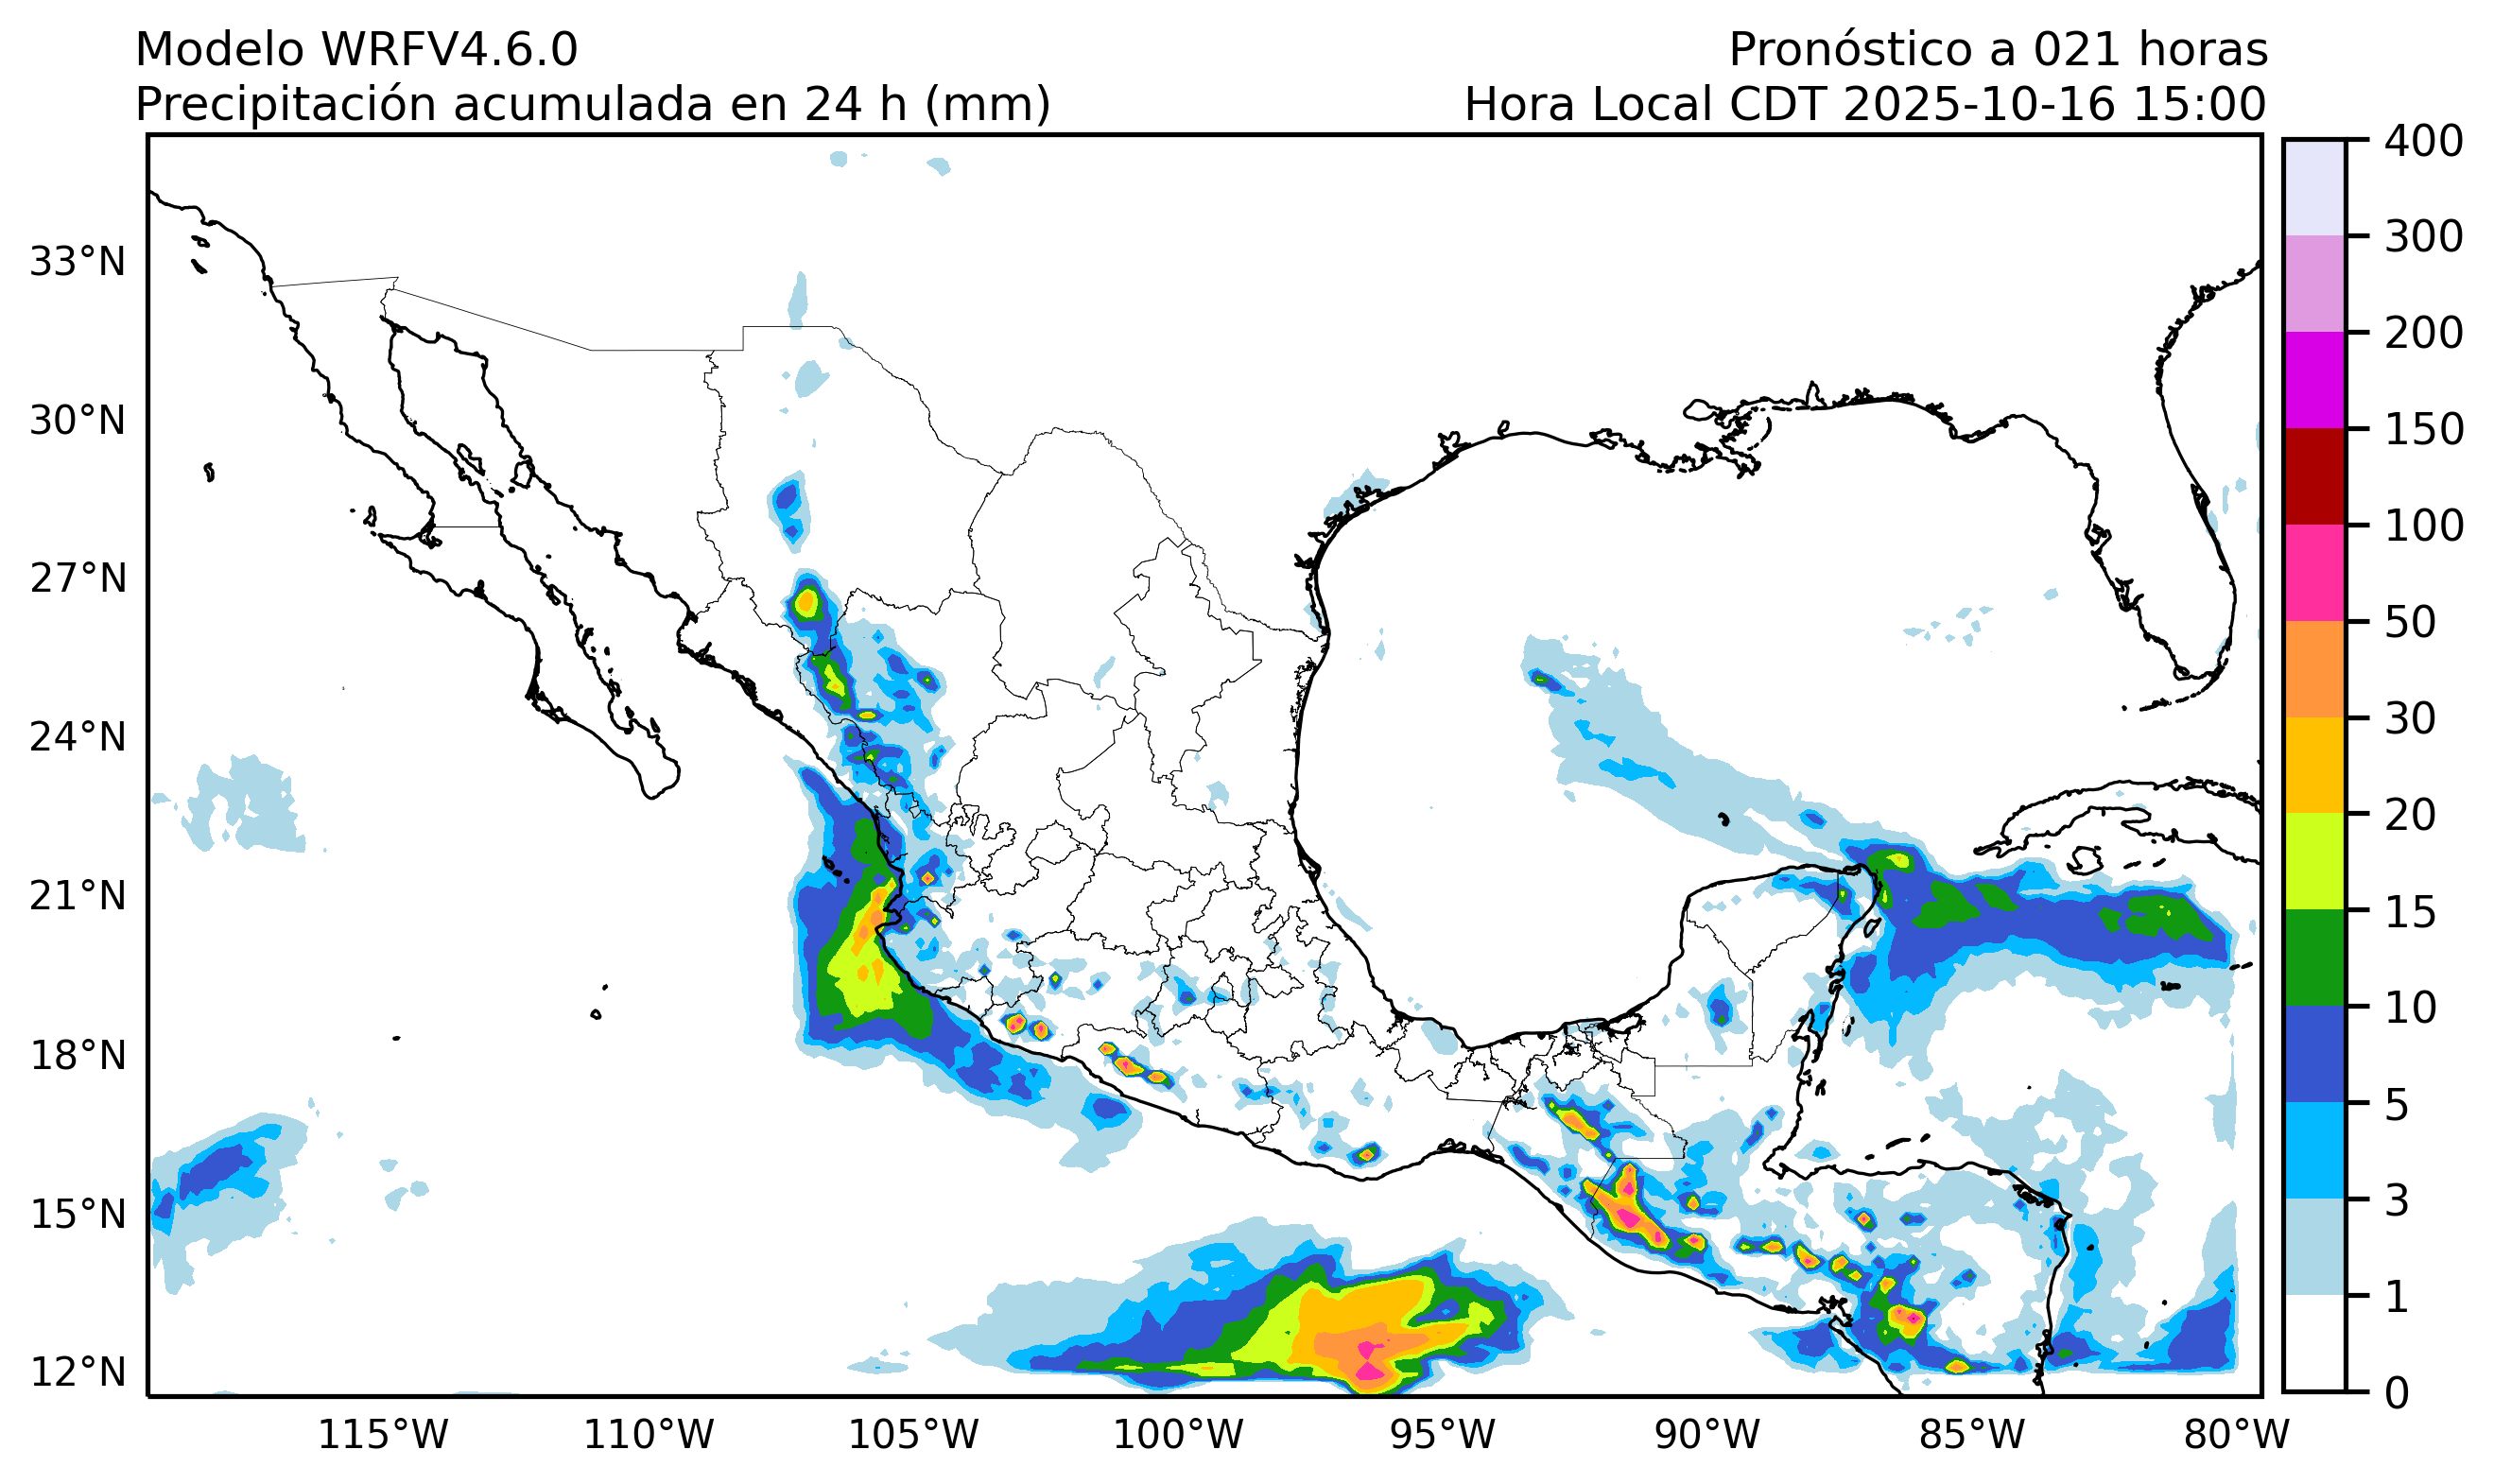 Modelo WRFV4.6.0
Pronóstico a 021 horas
Precipitación acumulada en 24 h (mm)
Hora Local CDT 2025-10-16 15:00
33°N
30°N
27°N
24°N
21°N
18°N
15°N
12°N
115°W
110°W
105°W
100°W
95°W
90°W
85°W
80°W
400
300
200
150
100
50
30
20
15
10
5
3
1
0